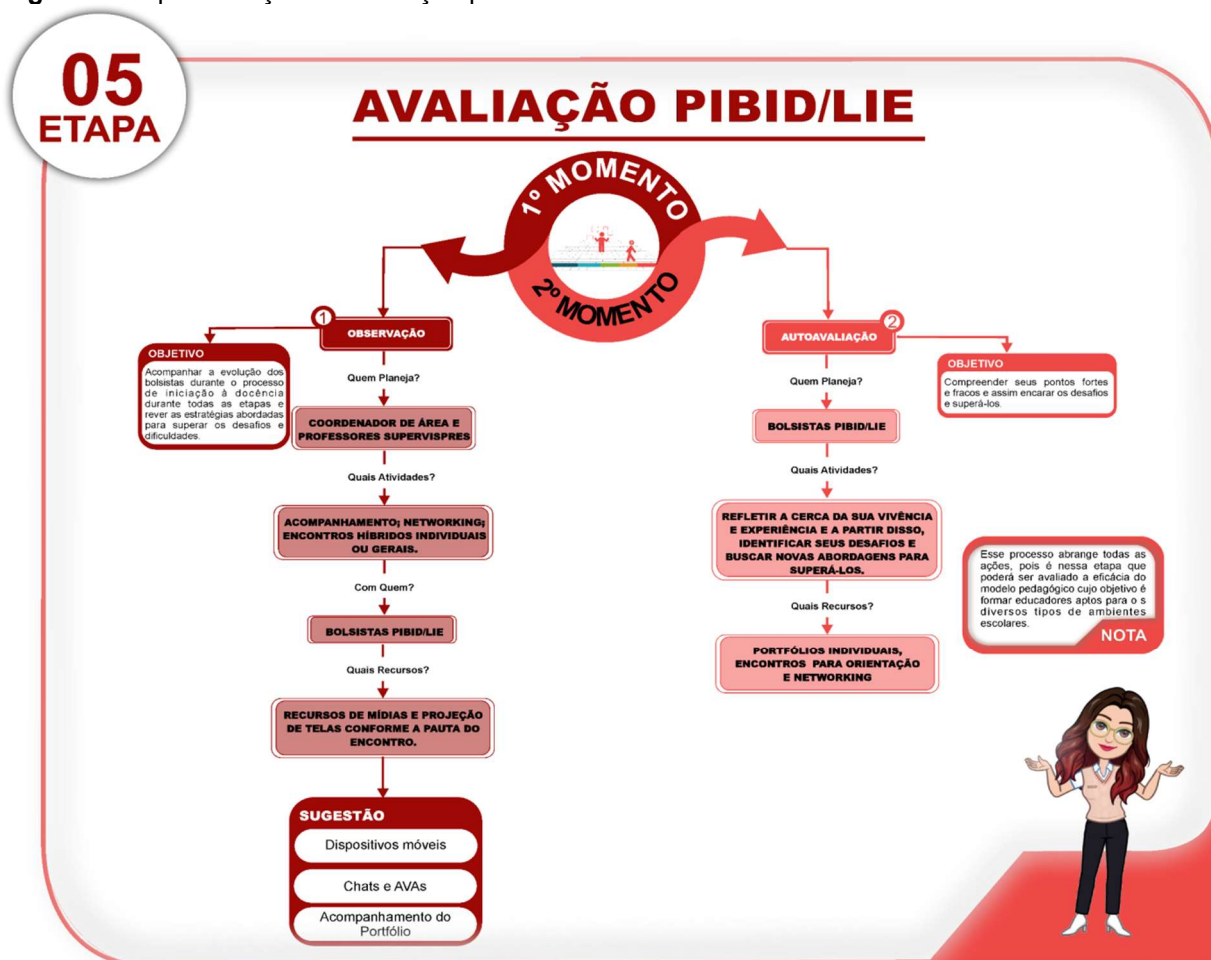 05
ETAPA
AVALIAÇÃO PIBID/LIE
1º MOMENTO
2º MOMENTO
1
OBSERVAÇÃO
OBJETIVO
Acompanhar a evolução dos
bolsistas durante o processo
de iniciação à docência
durante todas as etapas e
rever as estratégias abordadas
para superar os desafios e
dificuldades.
Quem Planeja?
COORDENADOR DE ÁREA E
PROFESSORES SUPERVISPRES
Quais Atividades?
ACOMPANHAMENTO; NETWORKING;
ENCONTROS HÍBRIDOS INDIVIDUAIS
OU GERAIS.
Com Quem?
BOLSISTAS PIBID/LIE
Quais Recursos?
RECURSOS DE MÍDIAS E PROJEÇÃO
DE TELAS CONFORME A PAUTA DO
ENCONTRO.
SUGESTÃO
Dispositivos móveis
Chats e AVAs
Acompanhamento do
Portfólio
2
AUTOAVALIAÇÃO
OBJETIVO
Compreender seus pontos fortes
e fracos e assim encarar os desafios
e superá-los.
Quem Planeja?
BOLSISTAS PIBID/LIE
Quais Atividades?
REFLETIR A CERCA DA SUA VIVÊNCIA
E EXPERIÊNCIA E A PARTIR DISSO,
IDENTIFICAR SEUS DESAFIOS E
BUSCAR NOVAS ABORDAGENS PARA
SUPERÁ-LOS.
Quais Recursos?
PORTFÓLIOS INDIVIDUAIS,
ENCONTROS PARA ORIENTAÇÃO
E NETWORKING
Esse processo abrange todas as
ações, pois é nessa etapa que
poderá ser avaliado a eficácia do
modelo pedagógico cujo objetivo é
formar educadores aptos para o s
diversos tipos de ambientes
escolares.
NOTA